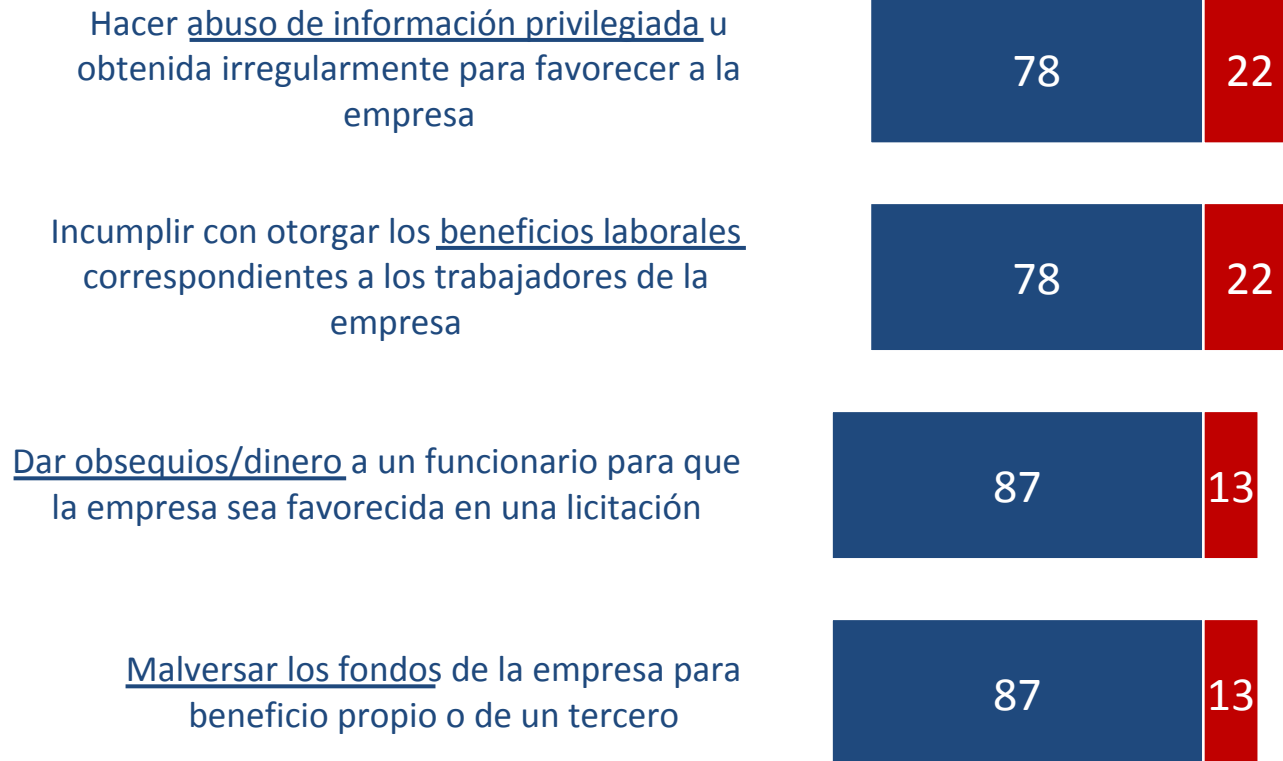 Hacer abuso de información privilegiada u
obtenida irregularmente para favorecer a la
empresa
78 22
Incumplir con otorgar los beneficios laborales
correspondientes a los trabajadores de la
empresa
78 22
Dar obsequios/dinero a un funcionario para que
la empresa sea favorecida en una licitación
87 13
Malversar los fondos de la empresa para
beneficio propio o de un tercero
87 13